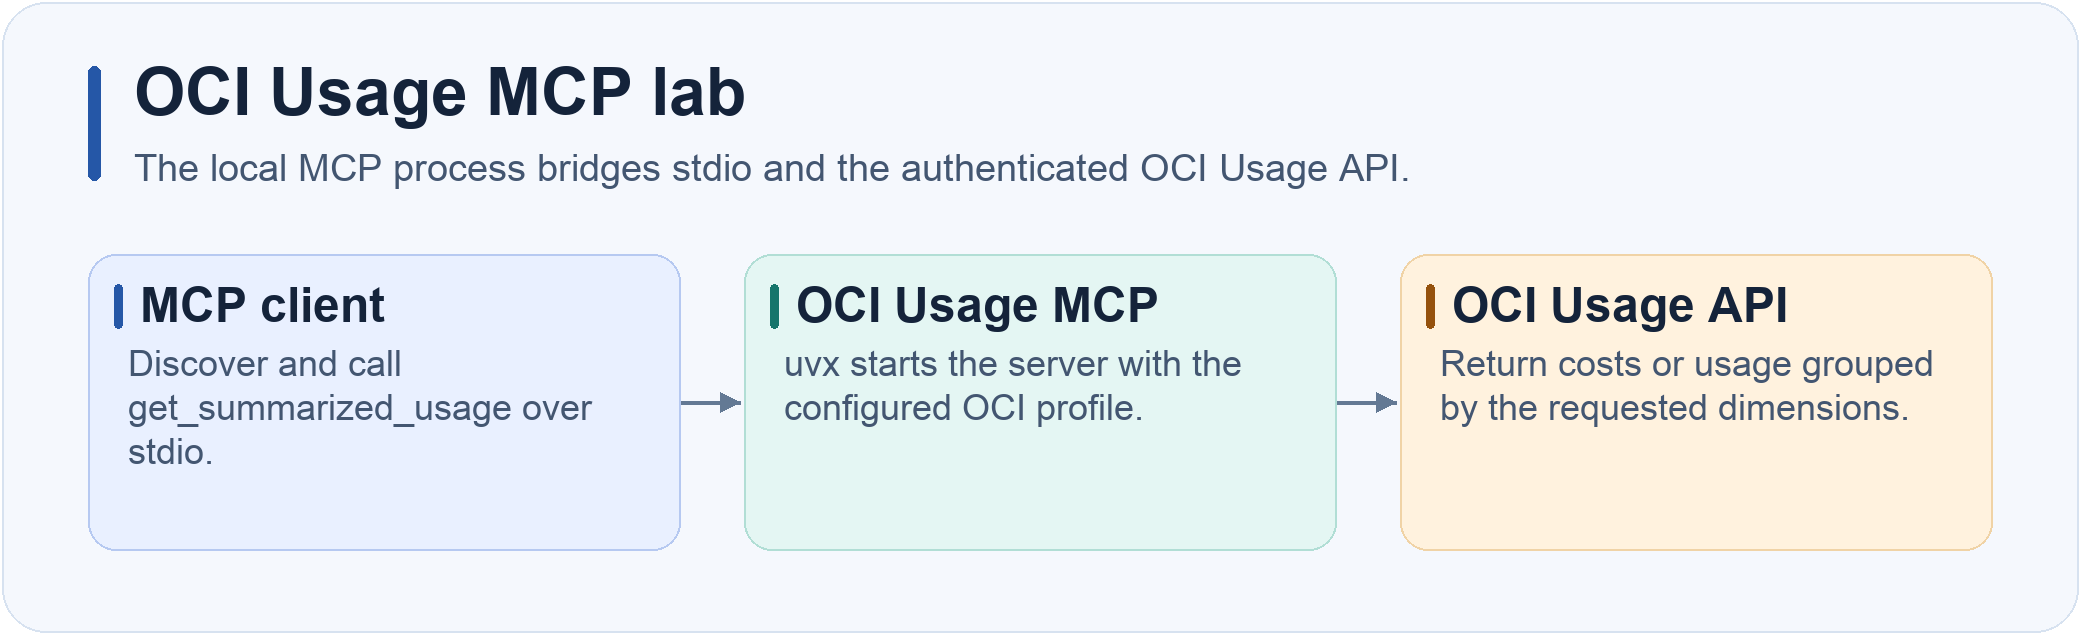 OCI Usage MCP lab
The local MCP process bridges stdio and the authenticated OCI Usage API.
MCP client
Discover and call
get_summarized_usage over
stdio.
OCI Usage MCP
uvx starts the server with the
configured OCI profile.
OCI Usage API
Return costs or usage grouped
by the requested dimensions.